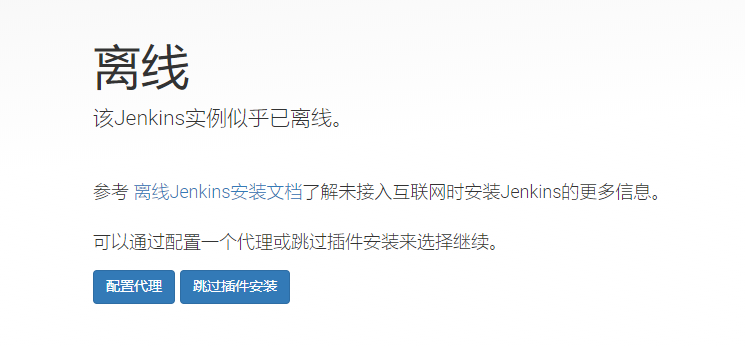 离线
该Jenkins实例似乎已离线。
参考 离线Jenkins安装文档了解未接入互联网时安装Jenkins的更多信息。
可以通过配置一个代理或跳过插件安装来选择继续。
配置代理 跳过插件安装